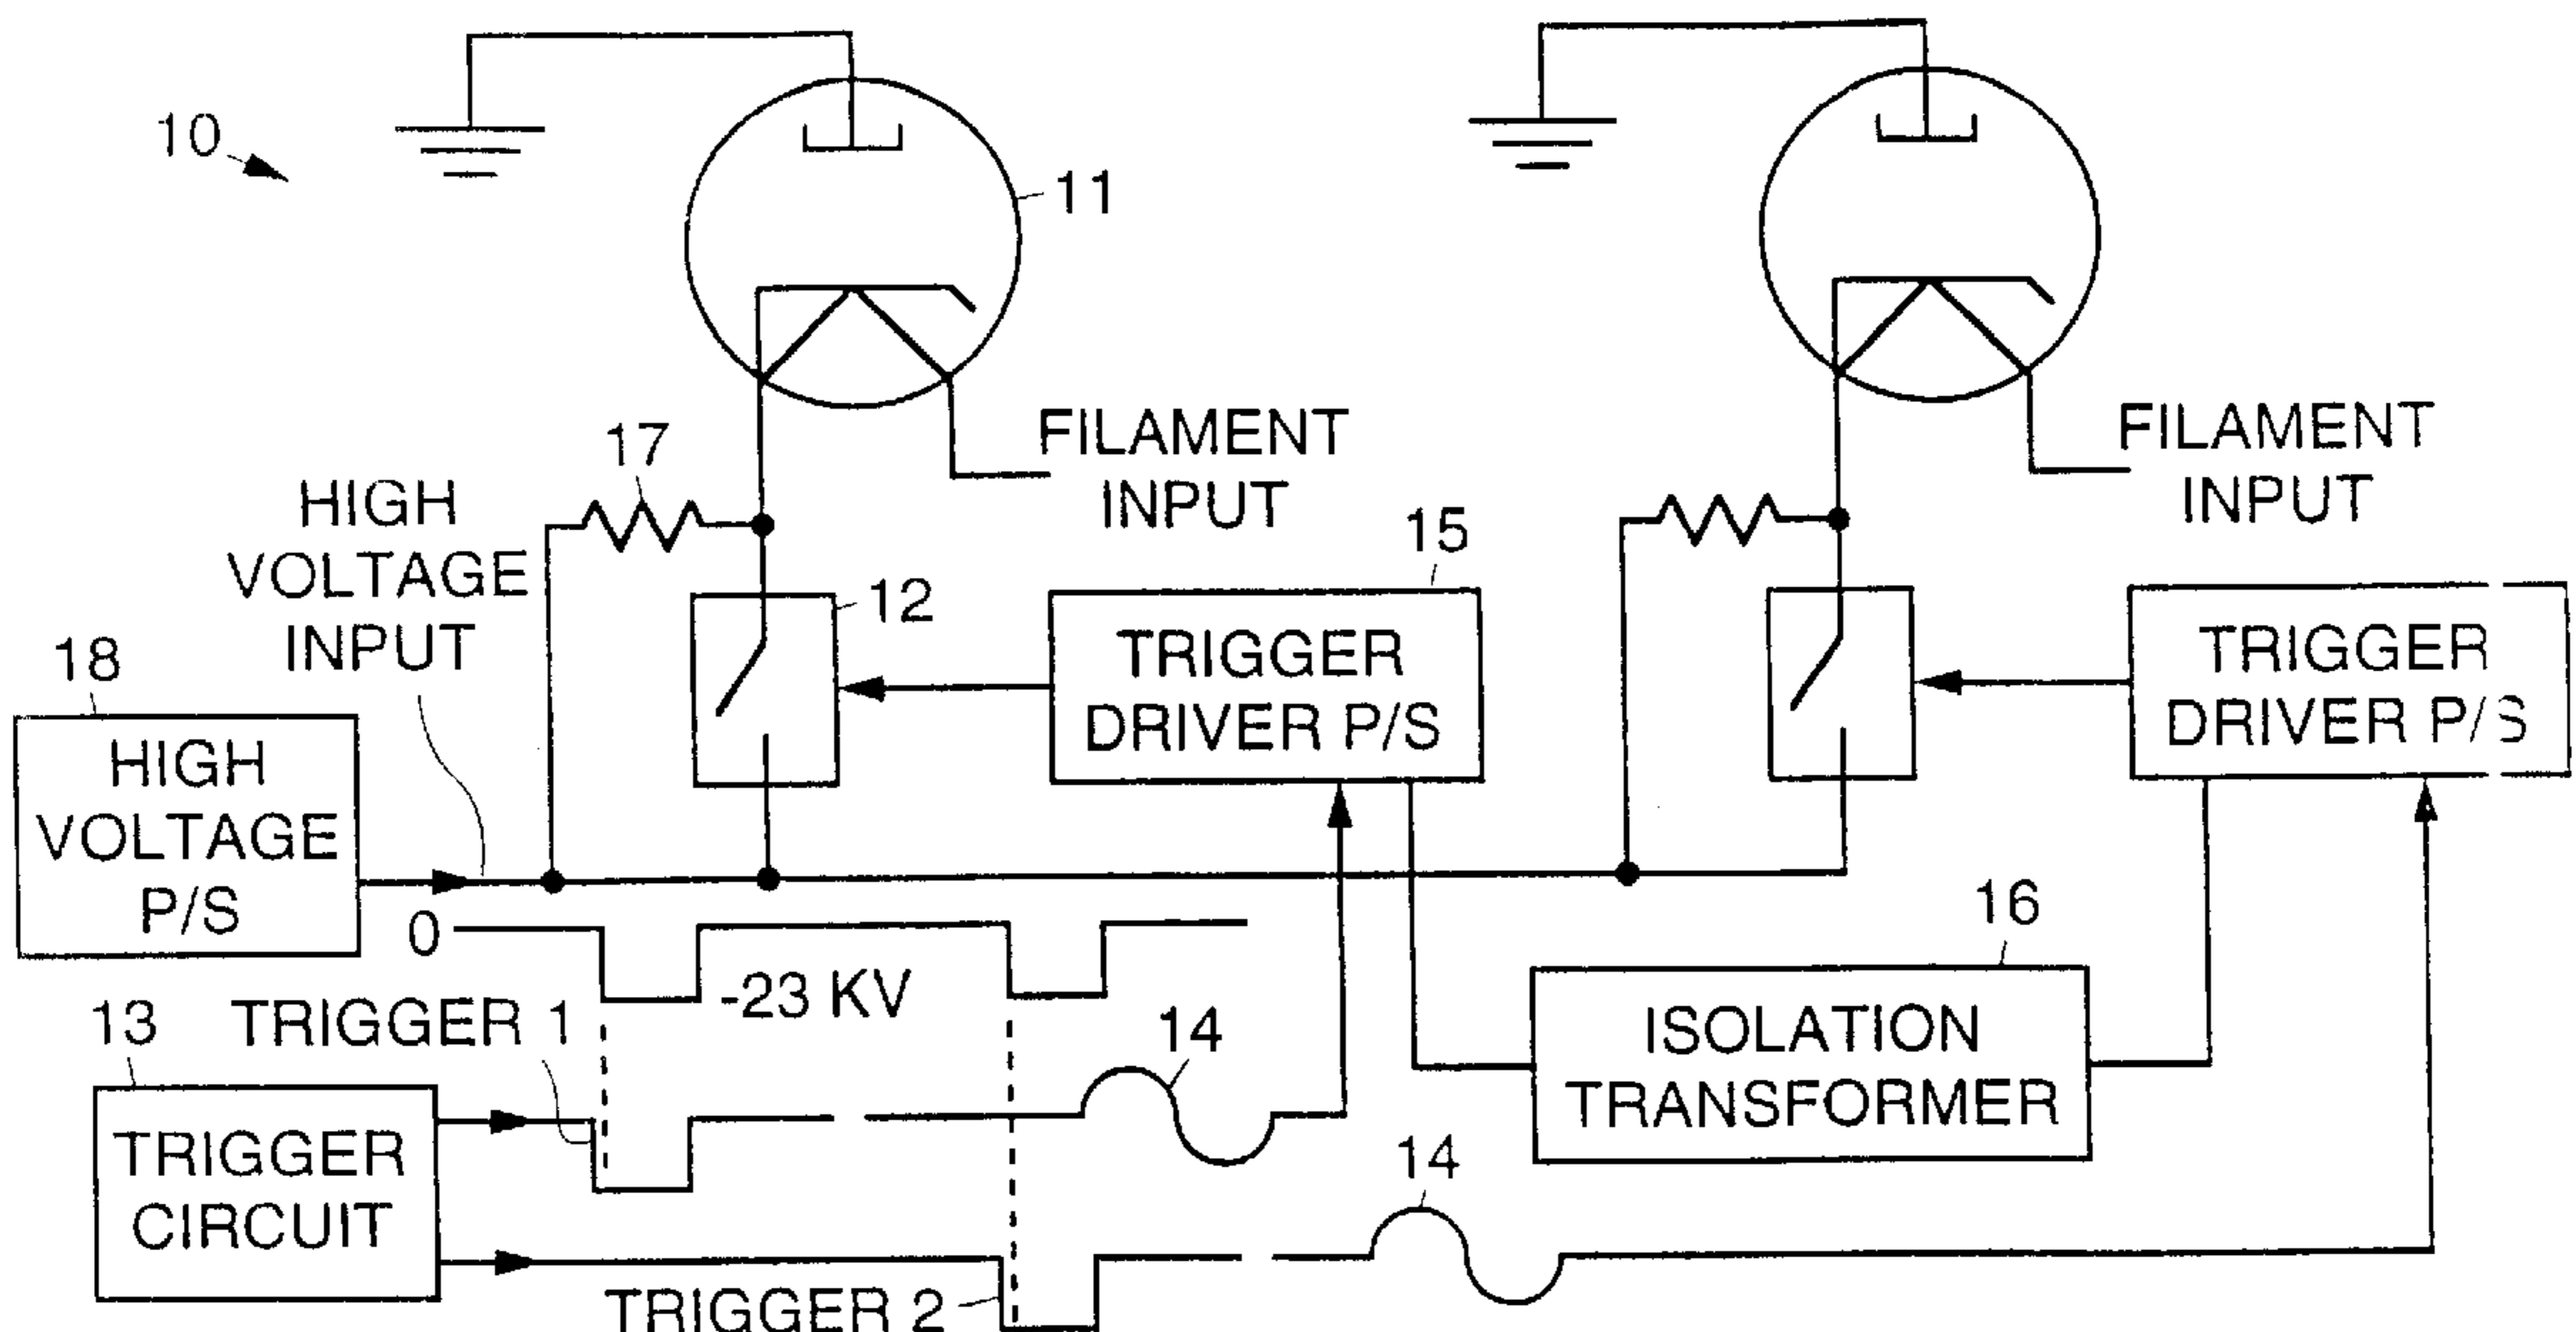 10
11
17
FILAMENT
INPUT
FILAMENT
INPUT
HIGH
VOLTAGE
INPUT
15
12
TRIGGER
DRIVER P/S
TRIGGER
DRIVER P/S
18
HIGH
VOLTAGE
P/S
0
-23 KV
16
ISOLATION
TRANSFORMER
13
TRIGGER 1
14
TRIGGER
CIRCUIT
14
TRIGGER 2